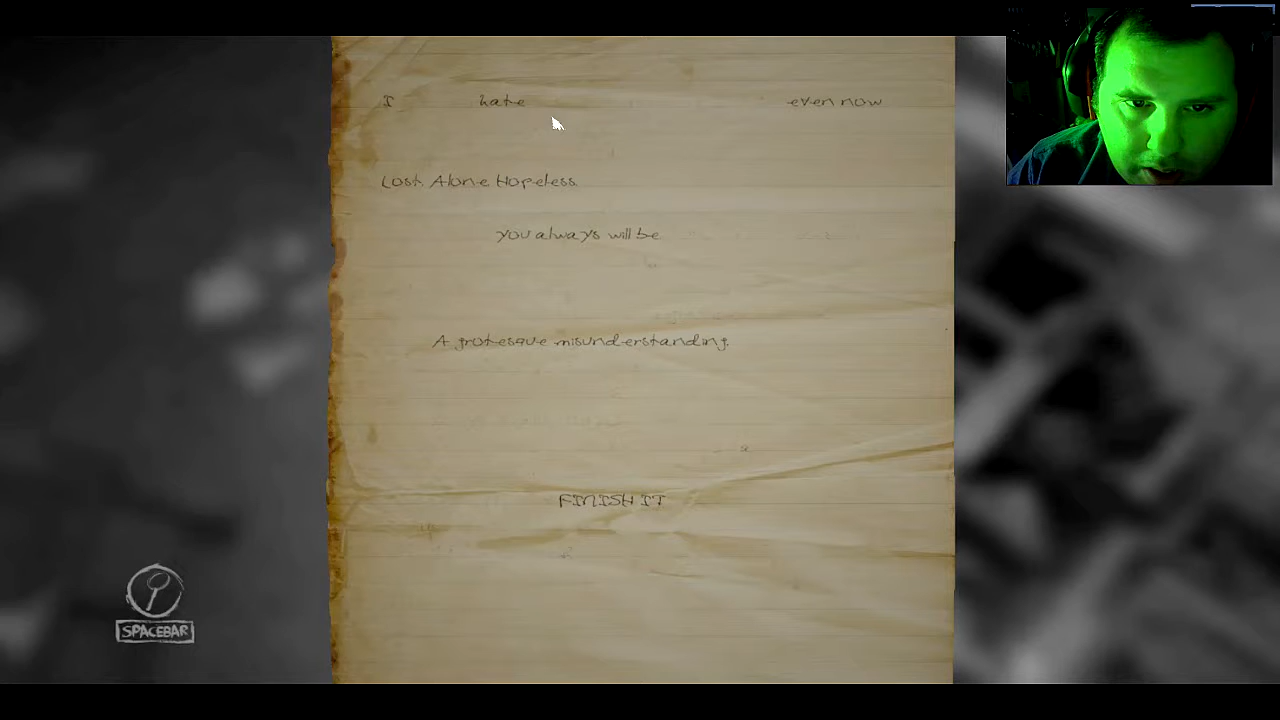 I hate even now
Lost. Alone. Hopeless.
you always will be
A grotesque misunderstanding.
a
FINISH IT
SPACEBAR